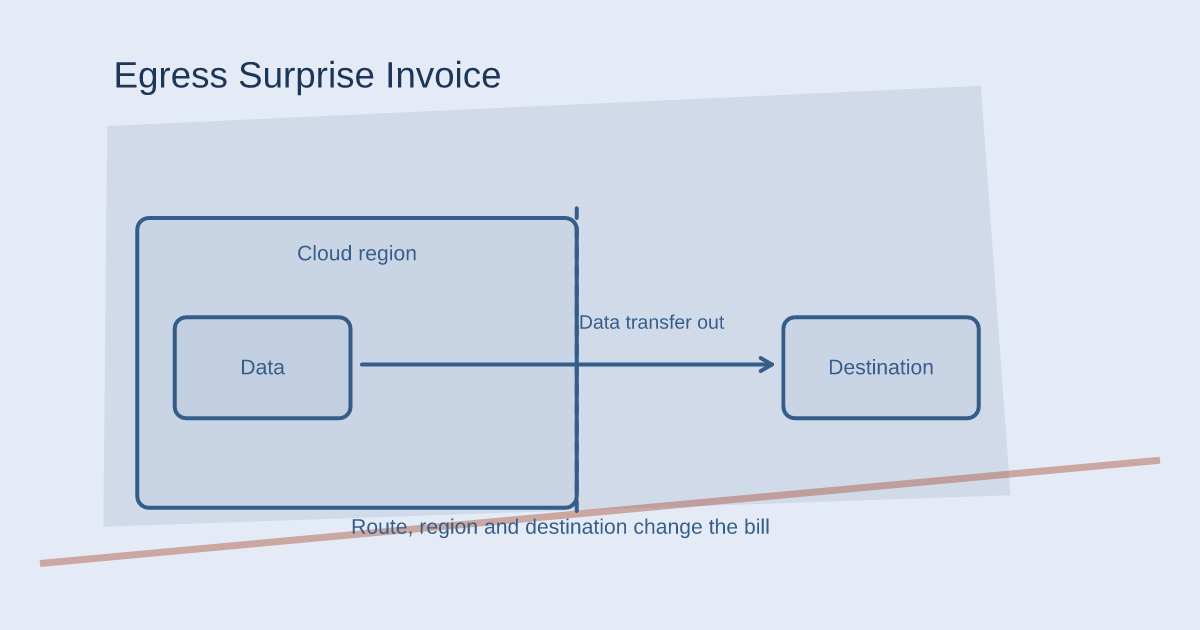 Egress Surprise Invoice
Cloud region
Data transfer out
Data
Destination
Route, region and destination change the bill